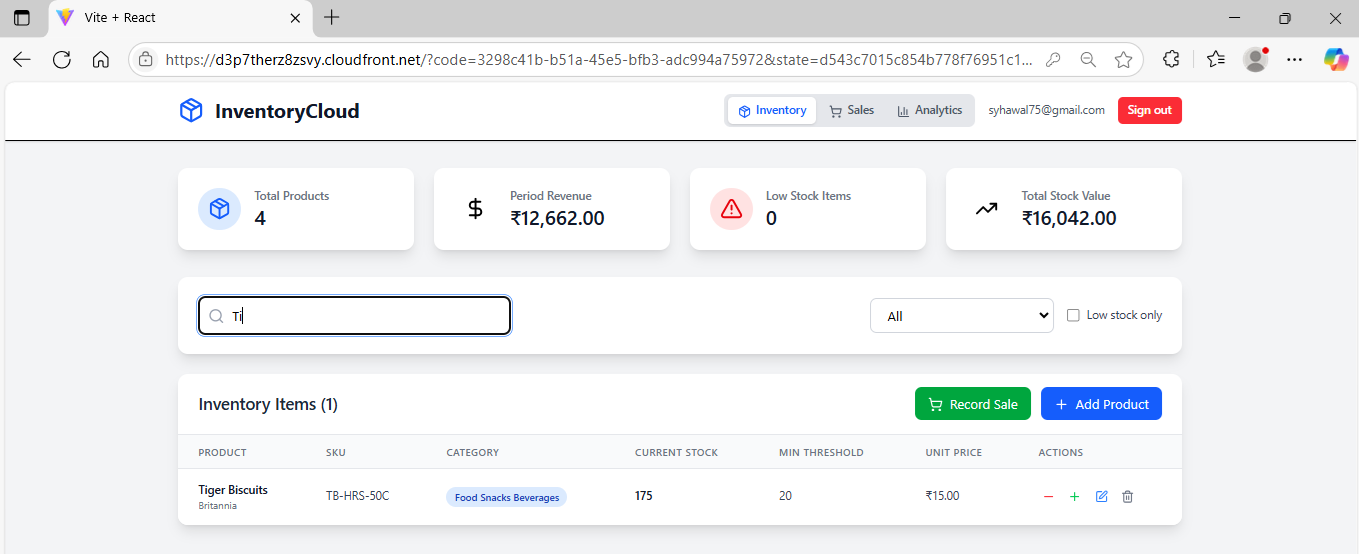 Vite + React
https://d3p7therz8zsvy.cloudfront.net/?code=3298c41b-b51a-45e5-bfb3-adc994a75972&state=d543c7015c854b778f76951c1...
InventoryCloud
Inventory Sales Analytics syhawal75@gmail.com Sign out
Total Products
4
Period Revenue
₹12,662.00
Low Stock Items
0
Total Stock Value
₹16,042.00
Ti
All
Low stock only
Inventory Items (1)
Record Sale
Add Product
PRODUCT SKU CATEGORY CURRENT STOCK MIN THRESHOLD UNIT PRICE ACTIONS
Tiger Biscuits TB-HRS-50C Food Snacks Beverages 175 20 ₹15.00
Britannia